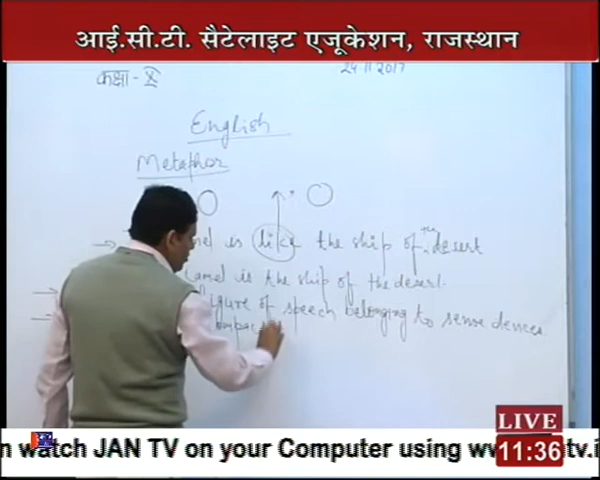 आई.सी.टी. सैटेलाइट एजूकेशन, राजस्थान
कक्षा - X
24 11 2017
English
Metaphor
is like the ship of the desert
Camel is the ship of the desert.
figure of speech belonging to sense devices
watch JAN TV on your Computer using
LIVE
11:36